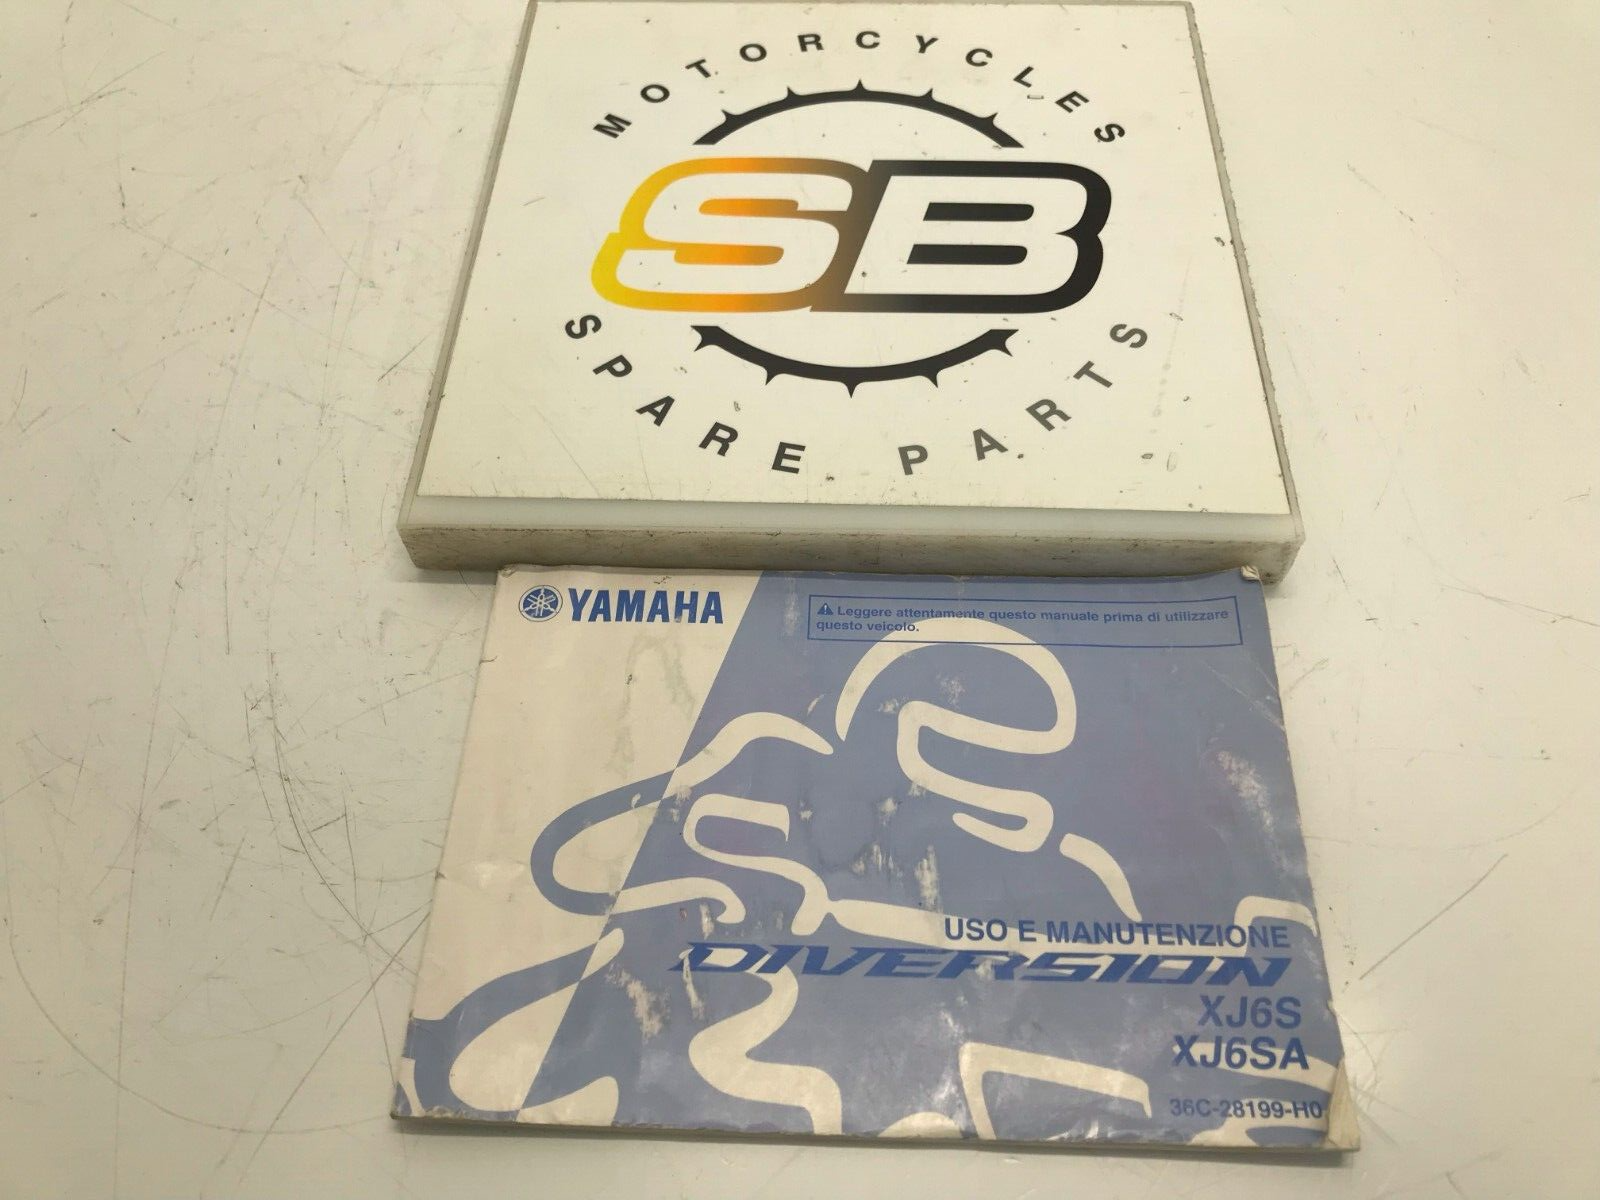 MOTORCYCLES
SB
SPARE PARTS
YAMAHA
Leggere attentamente questo manuale prima di utilizzare
questo veicolo.
USO E MANUTENZIONE
DIVERSION
XJ6S
XJ6SA
36C-28199-H0